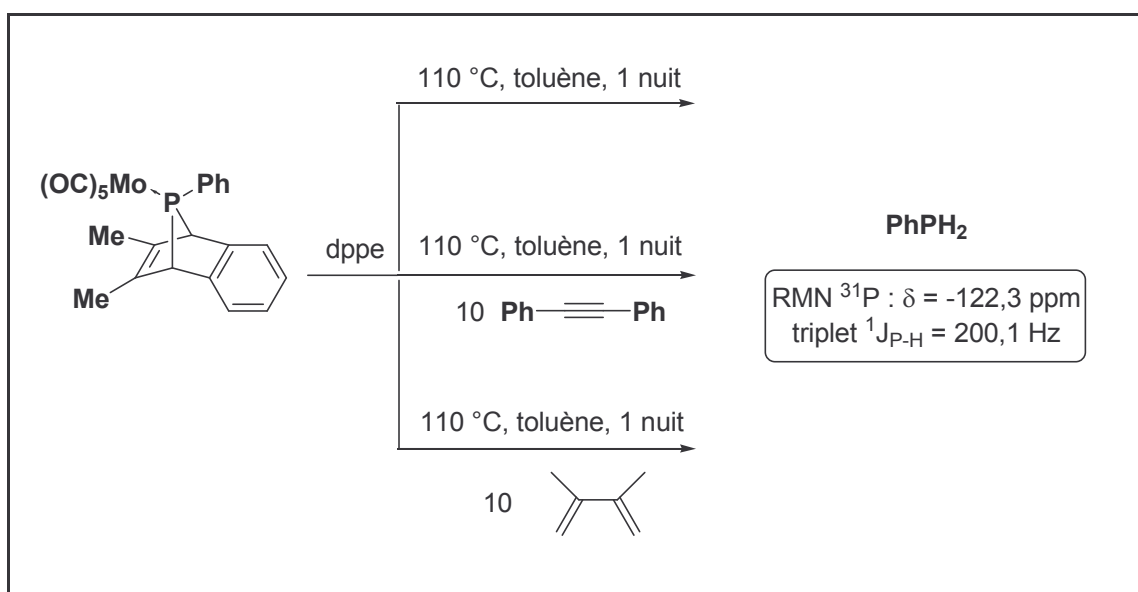 110 °C, toluène, 1 nuit
(OC)5Mo
P
Ph
Me
Me
dppe
110 °C, toluène, 1 nuit
10 Ph Ph
PhPH2
RMN 31P : δ = -122,3 ppm
triplet 1JP-H = 200,1 Hz
110 °C, toluène, 1 nuit
10